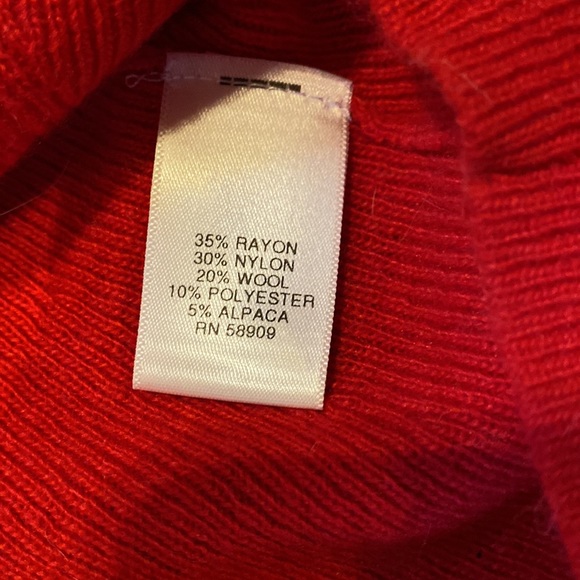 35% RAYON
30% NYLON
20% WOOL
10% POLYESTER
5% ALPACA
RN 58909